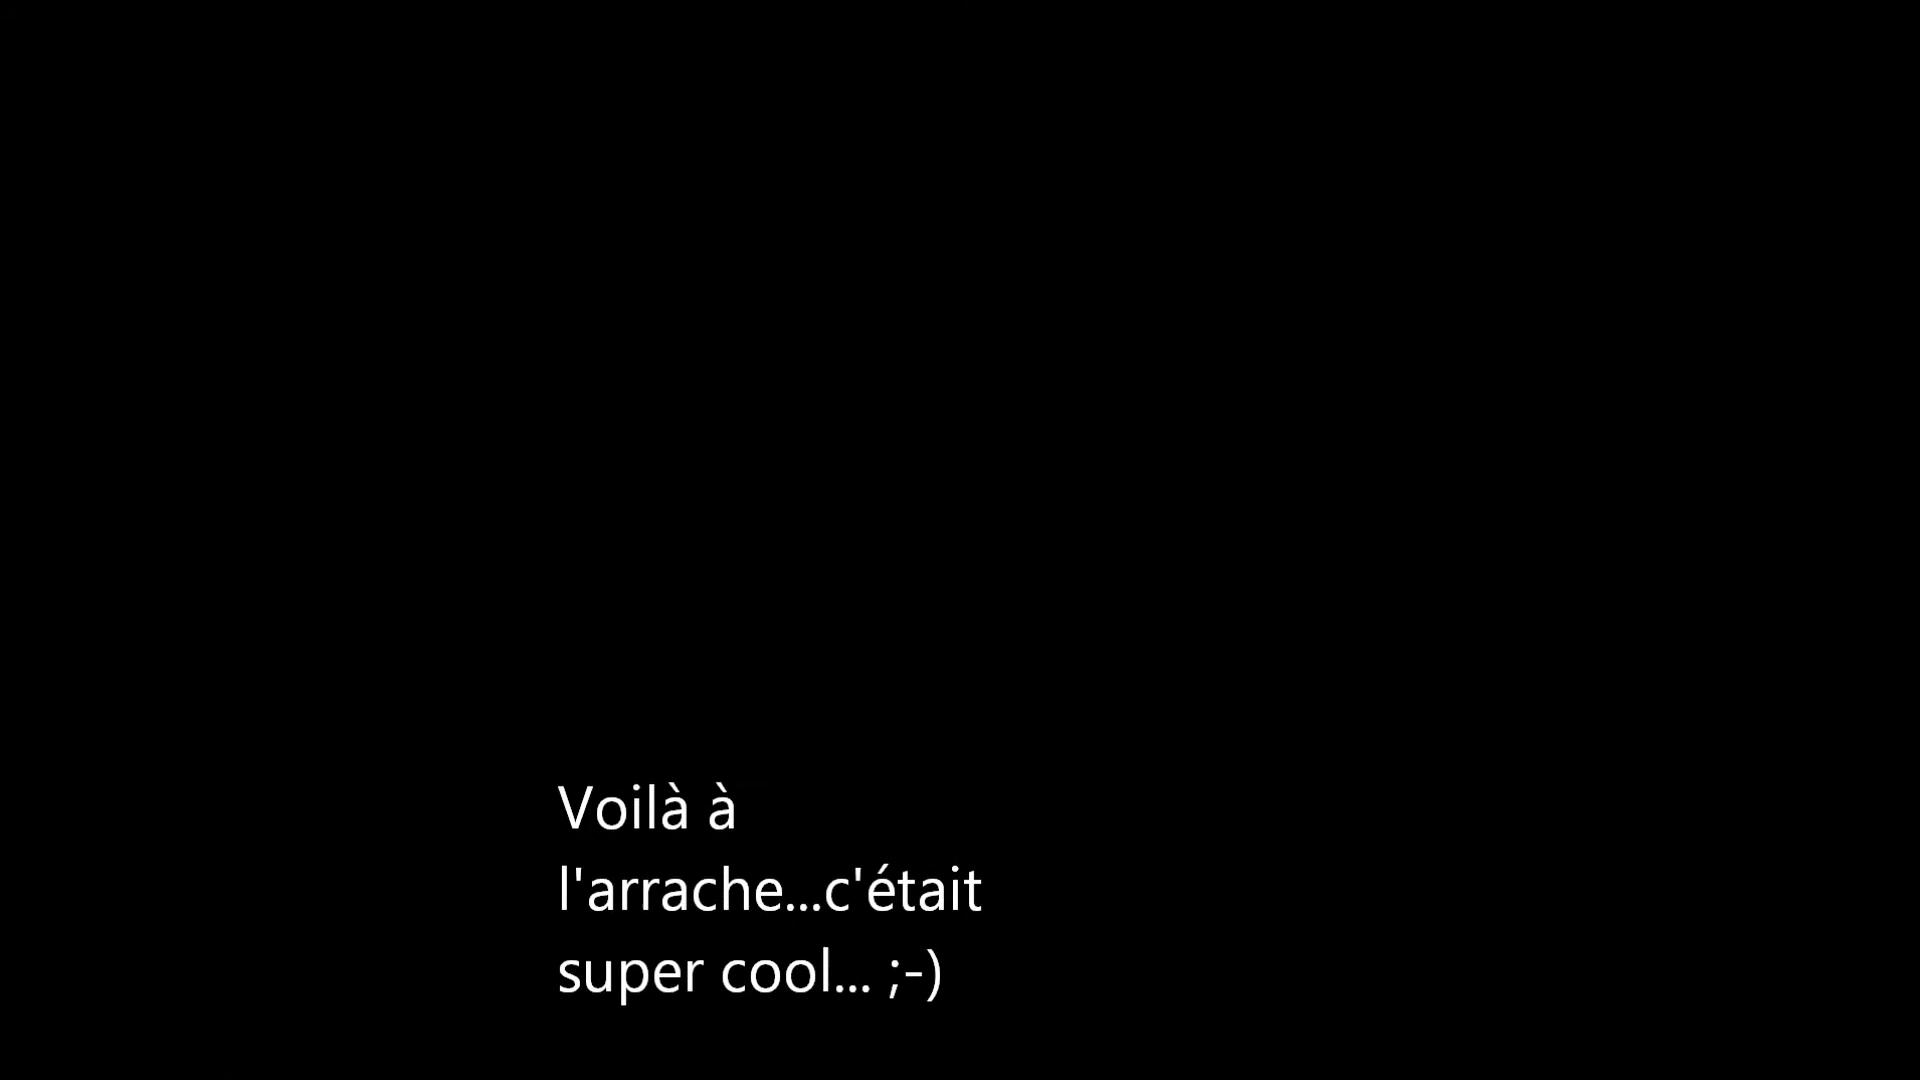 Voilà à
l'arrache...c'était
super cool... ;-)